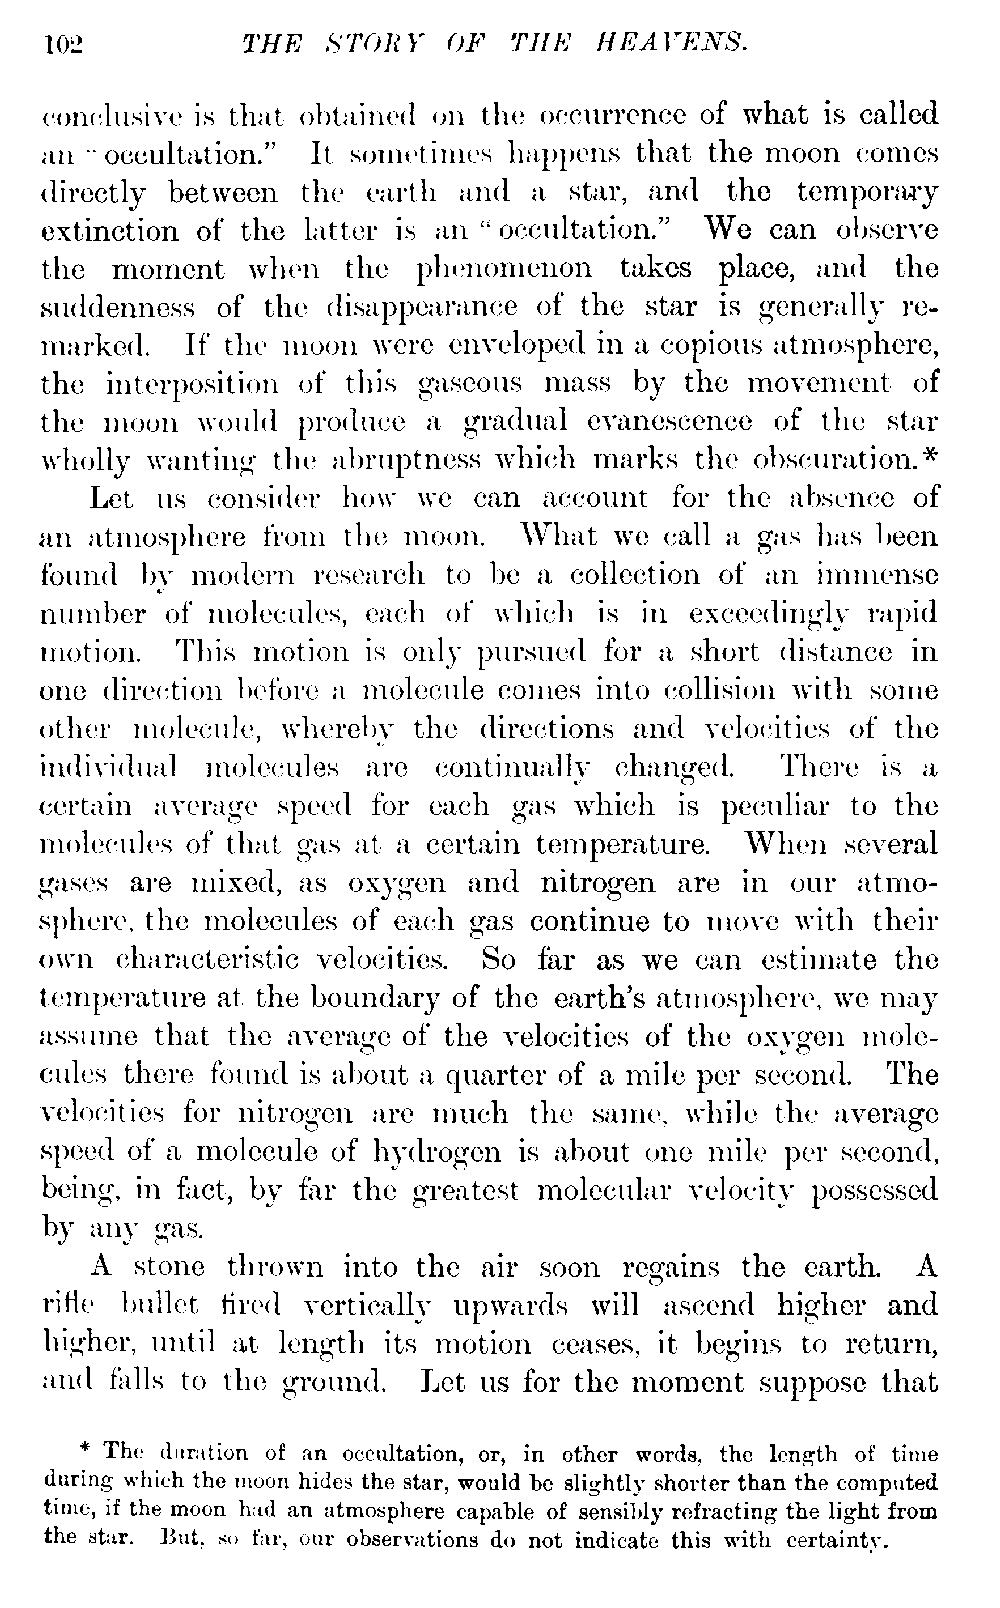 102 THE STORY OF THE HEAVENS.
conclusive is that obtained on the occurrence of what is called
an "occultation." It sometimes happens that the moon comes
directly between the earth and a star, and the temporary
extinction of the latter is an "occultation." We can observe
the moment when the phenomenon takes place, and the
suddenness of the disappearance of the star is generally re-
marked. If the moon were enveloped in a copious atmosphere,
the interposition of this gaseous mass by the movement of
the moon would produce a gradual evanescence of the star
wholly wanting the abruptness which marks the obscuration.*
Let us consider how we can account for the absence of
an atmosphere from the moon. What we call a gas has been
found by modern research to be a collection of an immense
number of molecules, each of which is in exceedingly rapid
motion. This motion is only pursued for a short distance in
one direction before a molecule comes into collision with some
other molecule, whereby the directions and velocities of the
individual molecules are continually changed. There is a
certain average speed for each gas which is peculiar to the
molecules of that gas at a certain temperature. When several
gases are mixed, as oxygen and nitrogen are in our atmo-
sphere, the molecules of each gas continue to move with their
own characteristic velocities. So far as we can estimate the
temperature at the boundary of the earth's atmosphere, we may
assume that the average of the velocities of the oxygen mole-
cules there found is about a quarter of a mile per second. The
velocities for nitrogen are much the same, while the average
speed of a molecule of hydrogen is about one mile per second,
being, in fact, by far the greatest molecular velocity possessed
by any gas.
A stone thrown into the air soon regains the earth. A
rifle bullet fired vertically upwards will ascend higher and
higher, until at length its motion ceases, it begins to return,
and falls to the ground. Let us for the moment suppose that
* The duration of an occultation, or, in other words, the length of time
during which the moon hides the star, would be slightly shorter than the computed
time, if the moon had an atmosphere capable of sensibly refracting the light from
the star. But, so far, our observations do not indicate this with certainty.